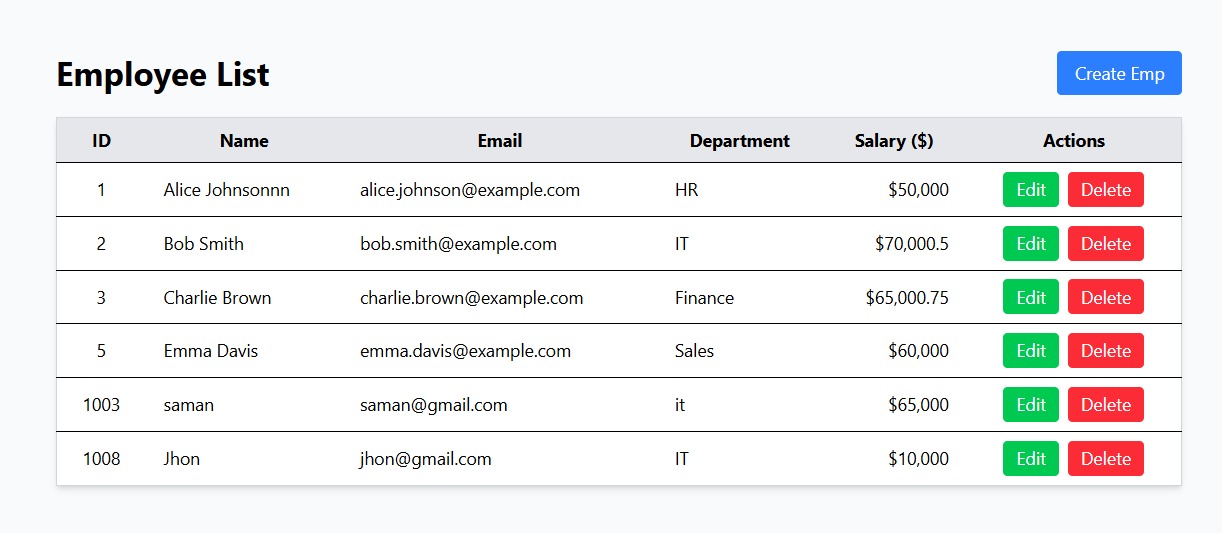 Employee List
Create Emp
ID Name Email Department Salary ($) Actions
1 Alice Johnsonnn alice.johnson@example.com HR $50,000 Edit Delete
2 Bob Smith bob.smith@example.com IT $70,000.5 Edit Delete
3 Charlie Brown charlie.brown@example.com Finance $65,000.75 Edit Delete
5 Emma Davis emma.davis@example.com Sales $60,000 Edit Delete
1003 saman saman@gmail.com it $65,000 Edit Delete
1008 Jhon jhon@gmail.com IT $10,000 Edit Delete